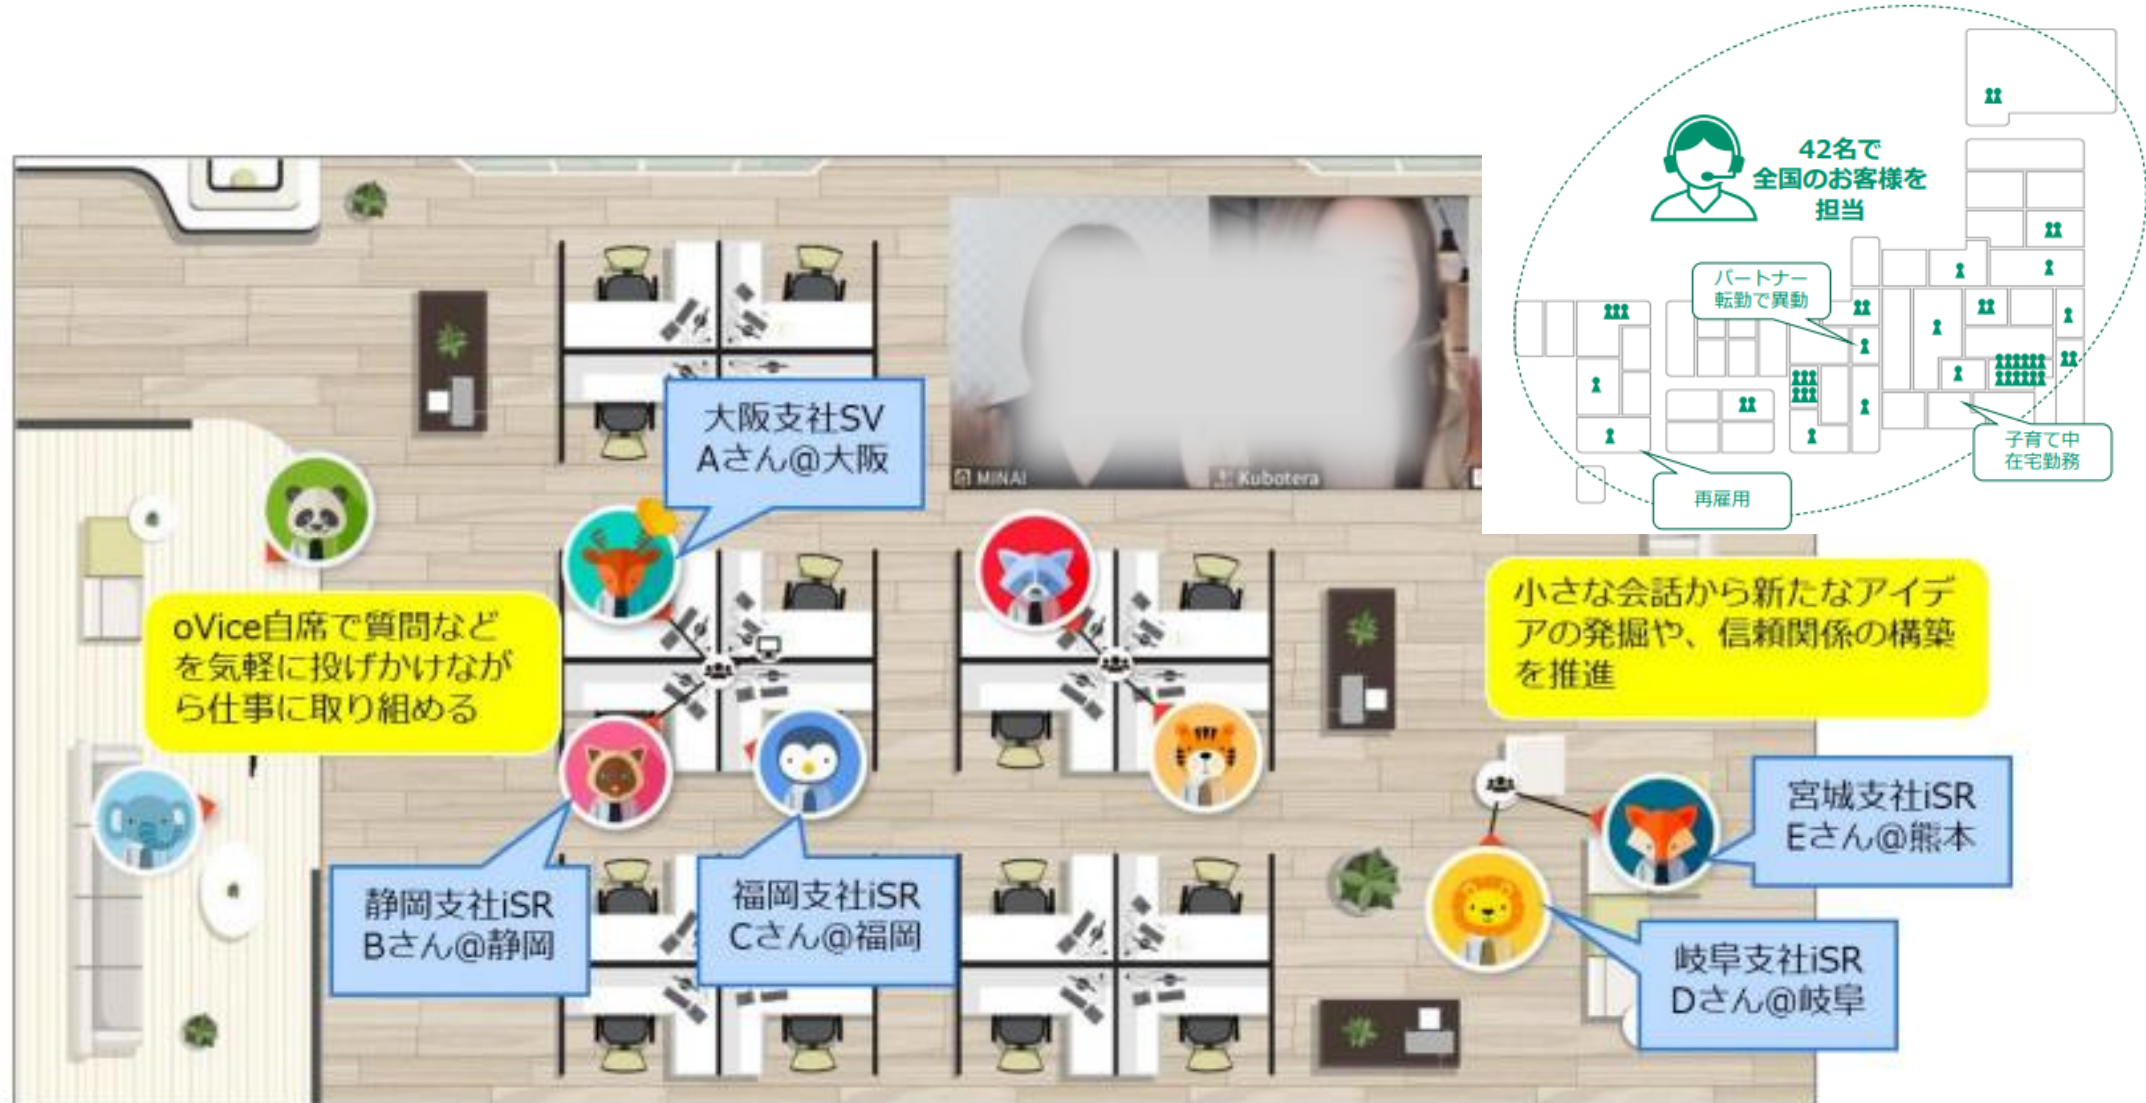 42名で
全国のお客様を
担当
パートナー
転勤で異動
子育て中
在宅勤務
再雇用
大阪支社SV
Aさん@大阪
MINAI
Kubotera
oVice自席で質問など
を気軽に投げかけなが
ら仕事に取り組める
小さな会話から新たなアイデ
アの発掘や、信頼関係の構築
を推進
宮城支社iSR
Eさん@熊本
静岡支社iSR
Bさん@静岡
福岡支社iSR
Cさん@福岡
岐阜支社iSR
Dさん@岐阜